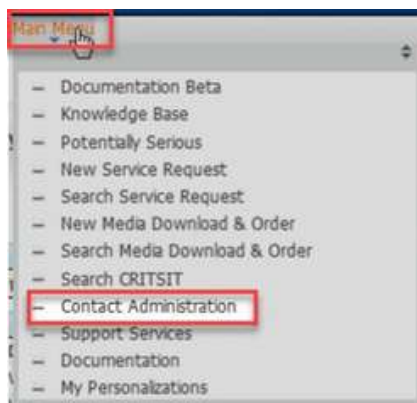 Main Menu
— Documentation Beta
— Knowledge Base
— Potentially Serious
— New Service Request
— Search Service Request
— New Media Download & Order
— Search Media Download & Order
— Search CRITSIT
— Contact Administration
— Support Services
— Documentation
— My Personalizations